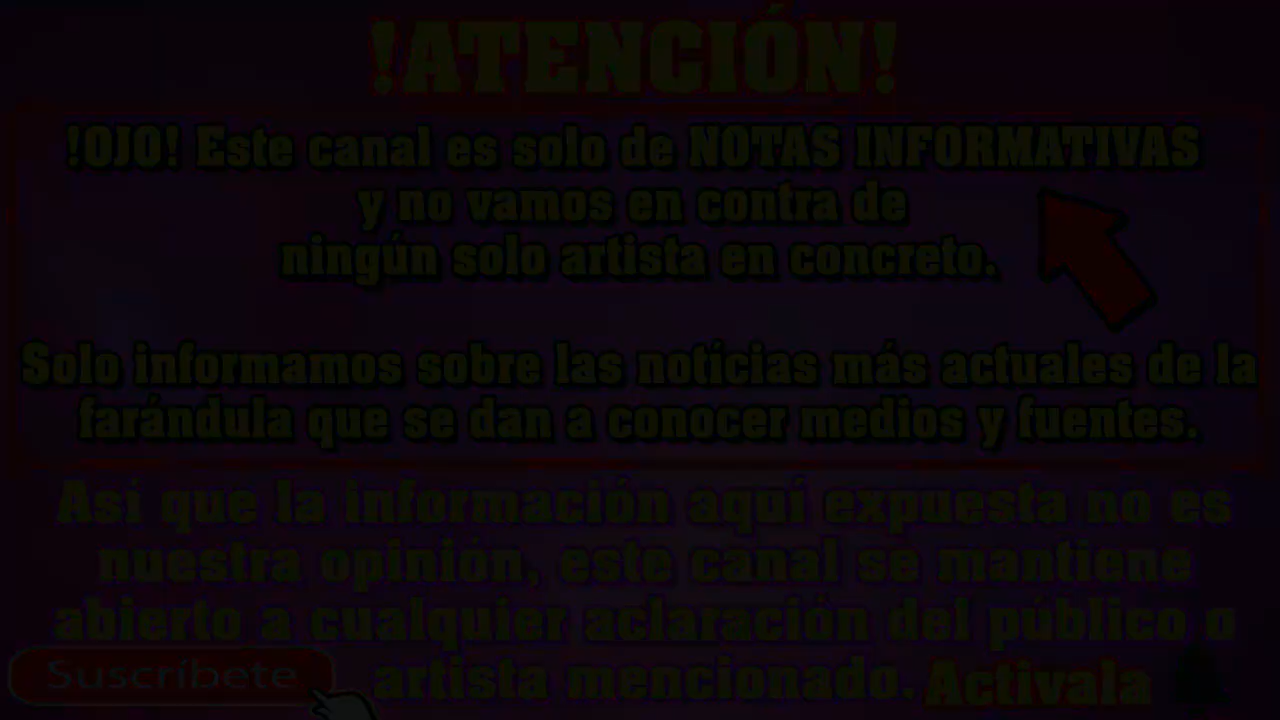 !ATENCIÓN!
!OJO! Este canal es solo de NOTAS INFORMATIVAS
y no vamos en contra de
ningún solo artista en concreto.
Solo informamos sobre las noticias más actuales de la
farándula que se dan a conocer medios y fuentes.
Así que la información aquí expuesta no es
nuestra opinión, este canal se mantiene
abierto a cualquier aclaración del público o
artista mencionado. Activala
Suscríbete